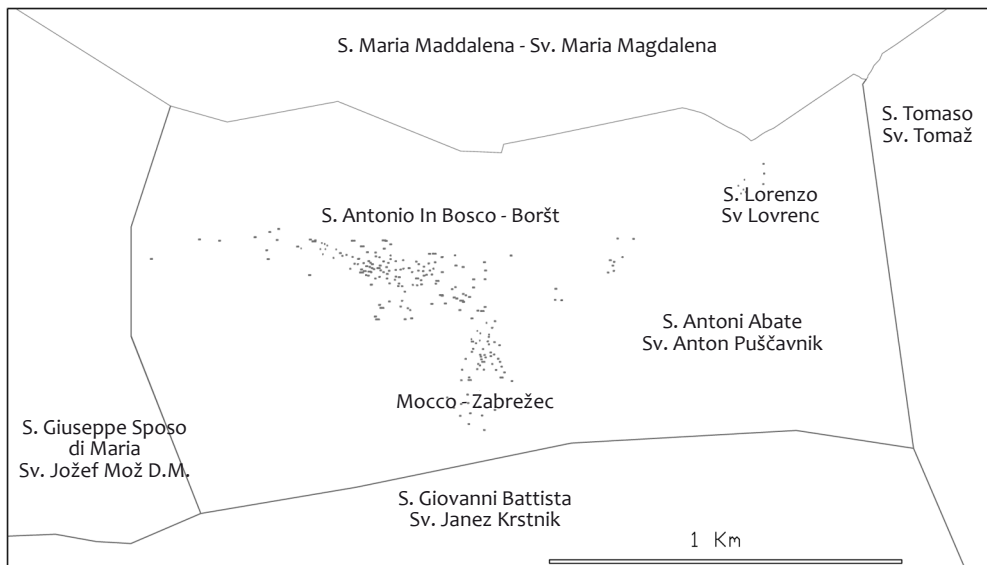 S. Maria Maddalena - Sv. Maria Magdalena
S. Tomaso
Sv. Tomaž
S. Lorenzo
Sv Lovrenc
S. Antonio In Bosco - Boršt
S. Antoni Abate
Sv. Anton Puščavnik
Mocco - Zabrežec
S. Giuseppe Sposo
di Maria
Sv. Jožef Mož D.M.
S. Giovanni Battista
Sv. Janez Krstnik
1 Km